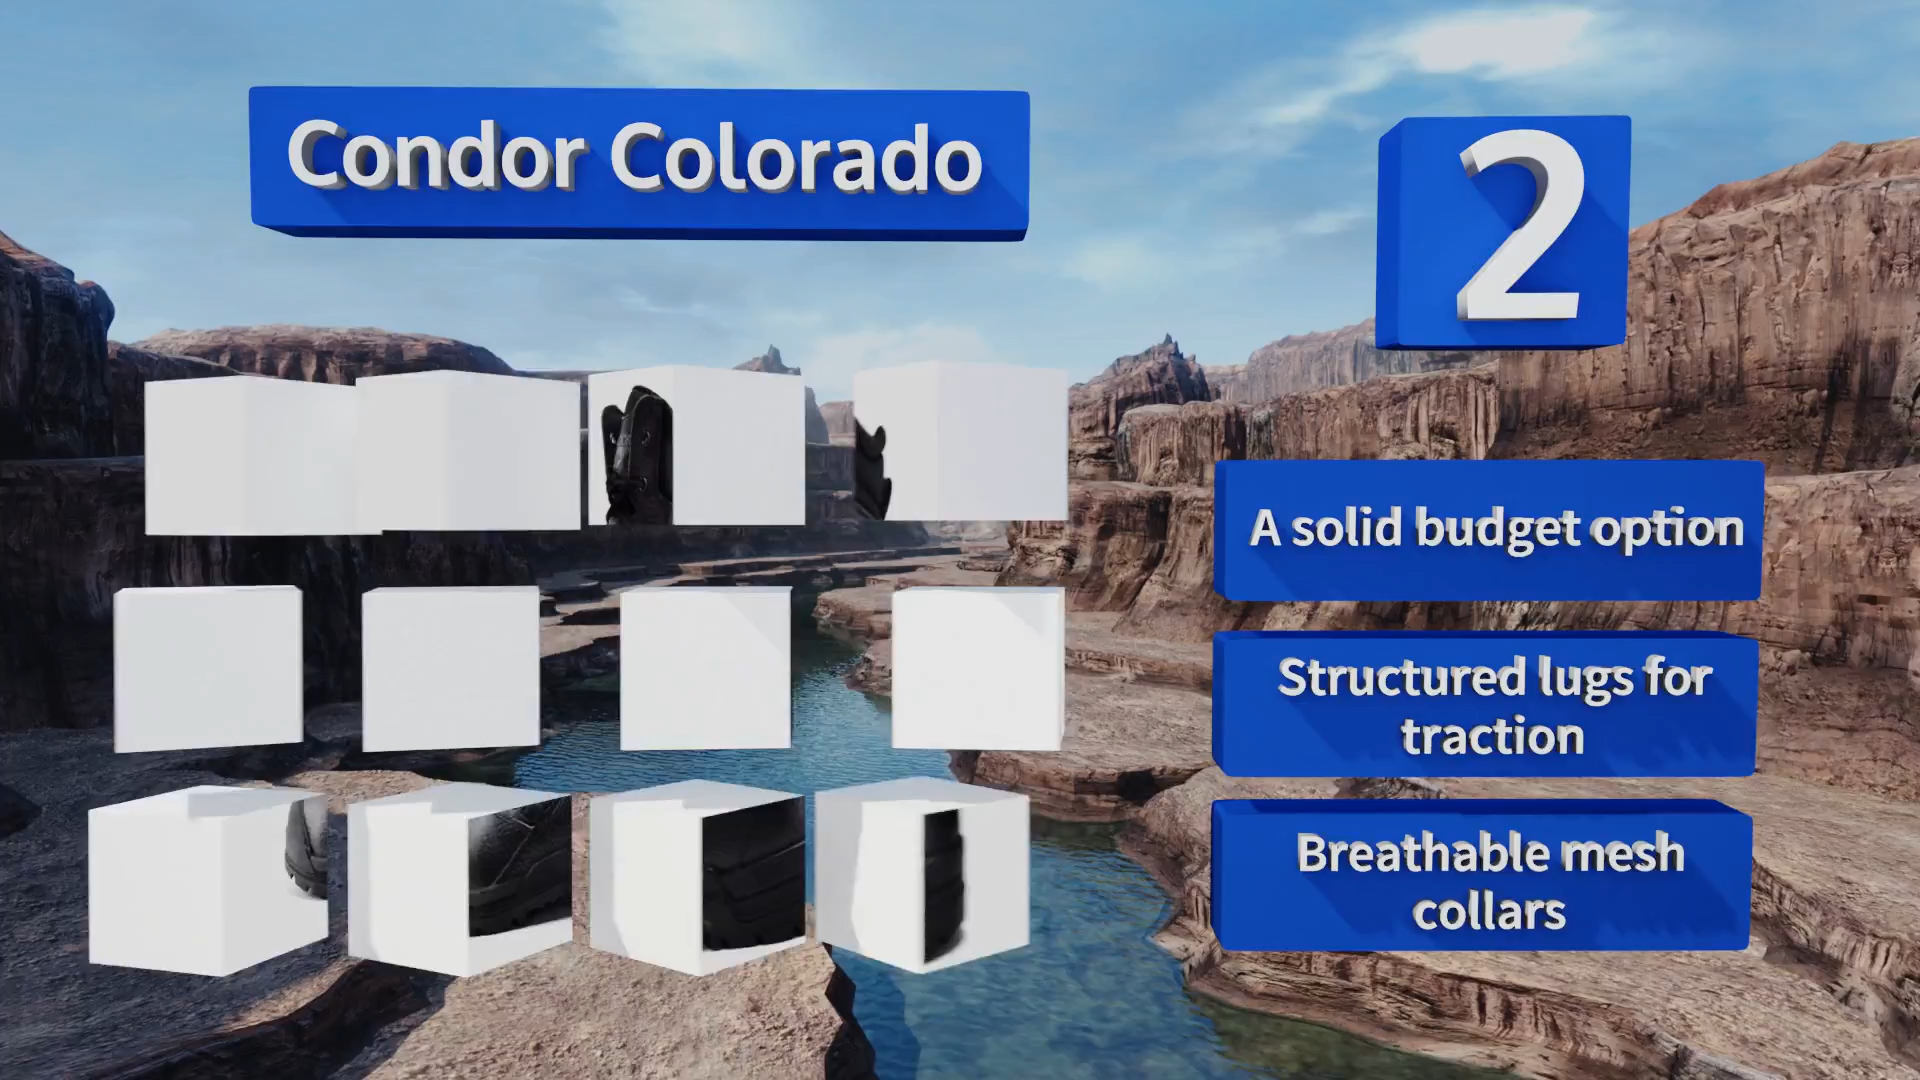 Condor Colorado
2
A solid budget option
Structured lugs for
traction
Breathable mesh
collars